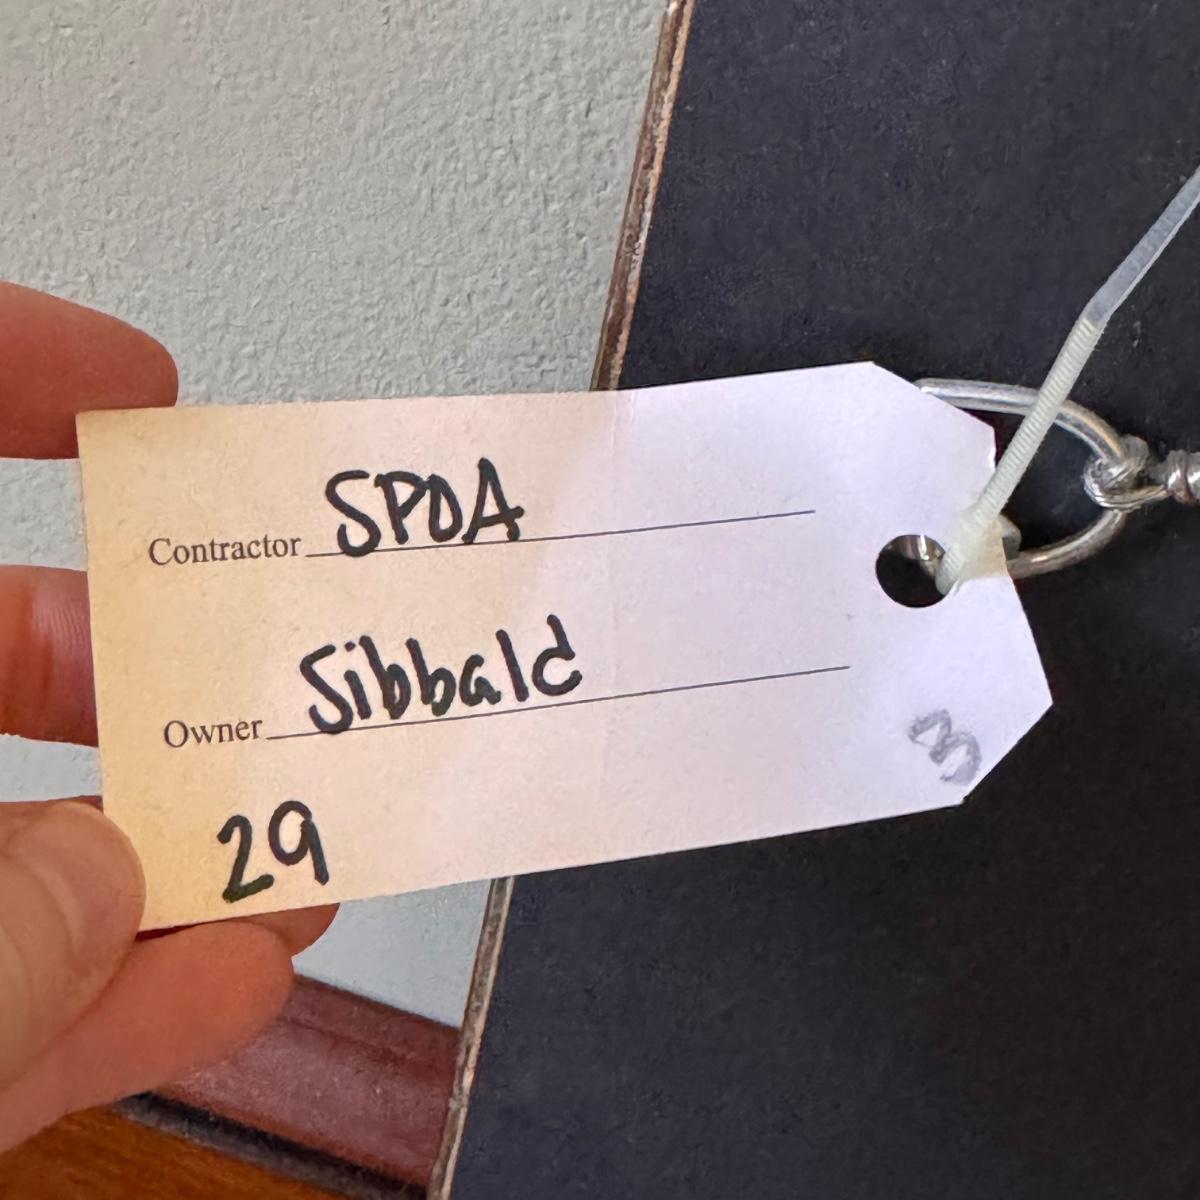 Contractor SPDA
Owner Sibbald
29
3